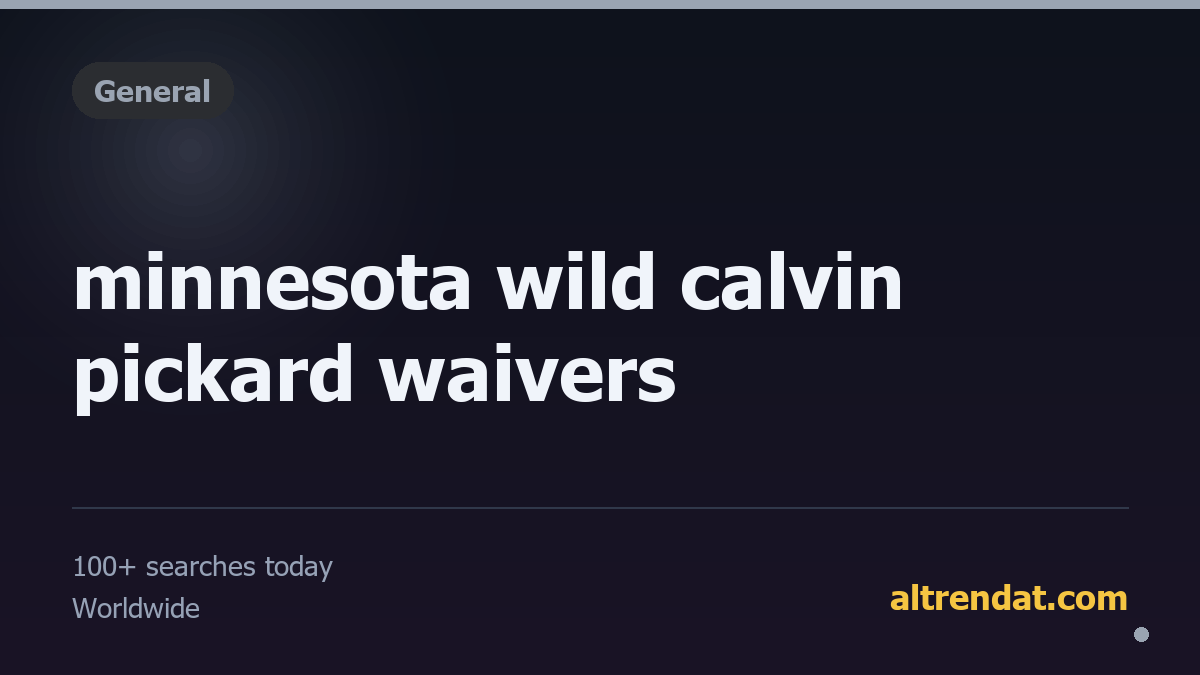 General
minnesota wild calvin
pickard waivers
100+ searches today
Worldwide
altrendat.com